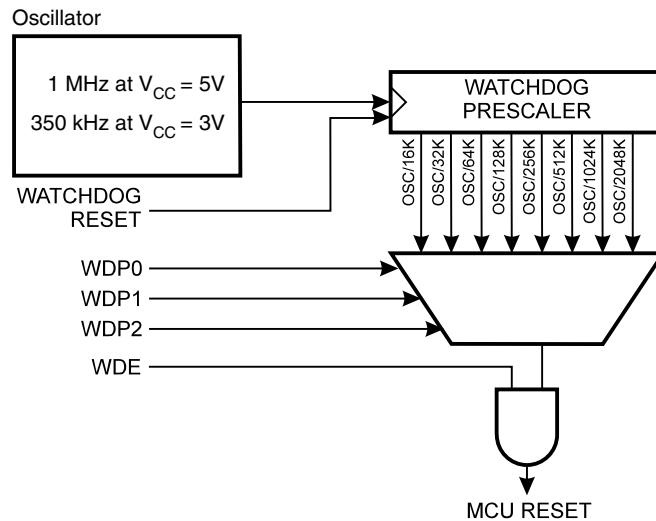 Oscillator
1 MHz at VCC = 5V
350 kHz at VCC = 3V
WATCHDOG
PRESCALER
OSC/16K
OSC/32K
OSC/64K
OSC/128K
OSC/256K
OSC/512K
OSC/1024K
OSC/2048K
WATCHDOG
RESET
WDP0
WDP1
WDP2
WDE
MCU RESET